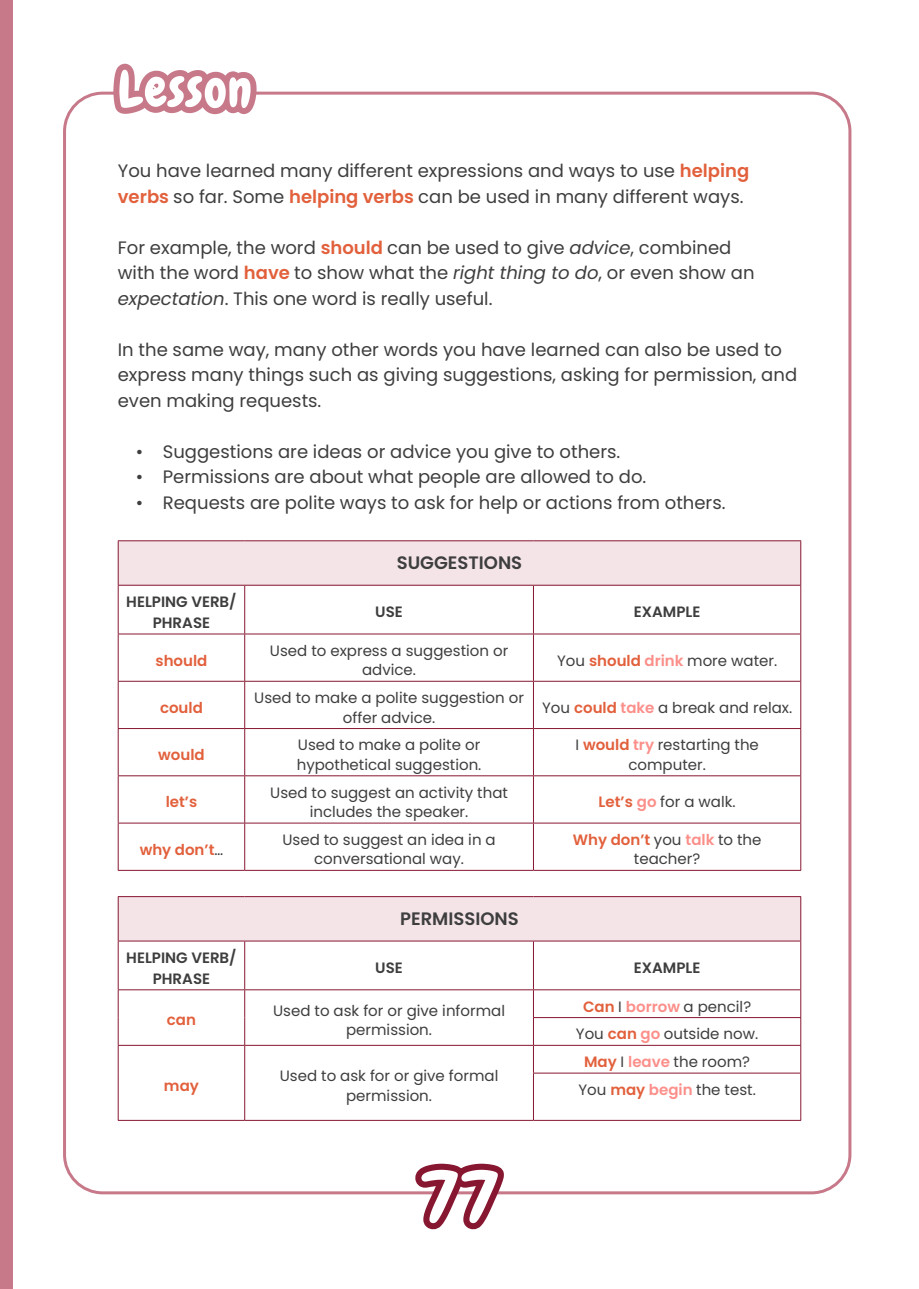 Lesson
You have learned many different expressions and ways to use helping
verbs so far. Some helping verbs can be used in many different ways.
For example, the word should can be used to give advice, combined
with the word have to show what the right thing to do, or even show an
expectation. This one word is really useful.
In the same way, many other words you have learned can also be used to
express many things such as giving suggestions, asking for permission, and
even making requests.
• Suggestions are ideas or advice you give to others.
• Permissions are about what people are allowed to do.
• Requests are polite ways to ask for help or actions from others.
SUGGESTIONS
HELPING VERB/
PHRASE
USE
EXAMPLE
should
Used to express a suggestion or
advice.
You should drink more water.
could
Used to make a polite suggestion or
offer advice.
You could take a break and relax.
would
Used to make a polite or
hypothetical suggestion.
I would try restarting the
computer.
let's
Used to suggest an activity that
includes the speaker.
Let's go for a walk.
why don't…
Used to suggest an idea in a
conversational way.
Why don't you talk to the
teacher?
PERMISSIONS
HELPING VERB/
PHRASE
USE
EXAMPLE
can
Used to ask for or give informal
permission.
Can I borrow a pencil?
You can go outside now.
may
Used to ask for or give formal
permission.
May I leave the room?
You may begin the test.
77